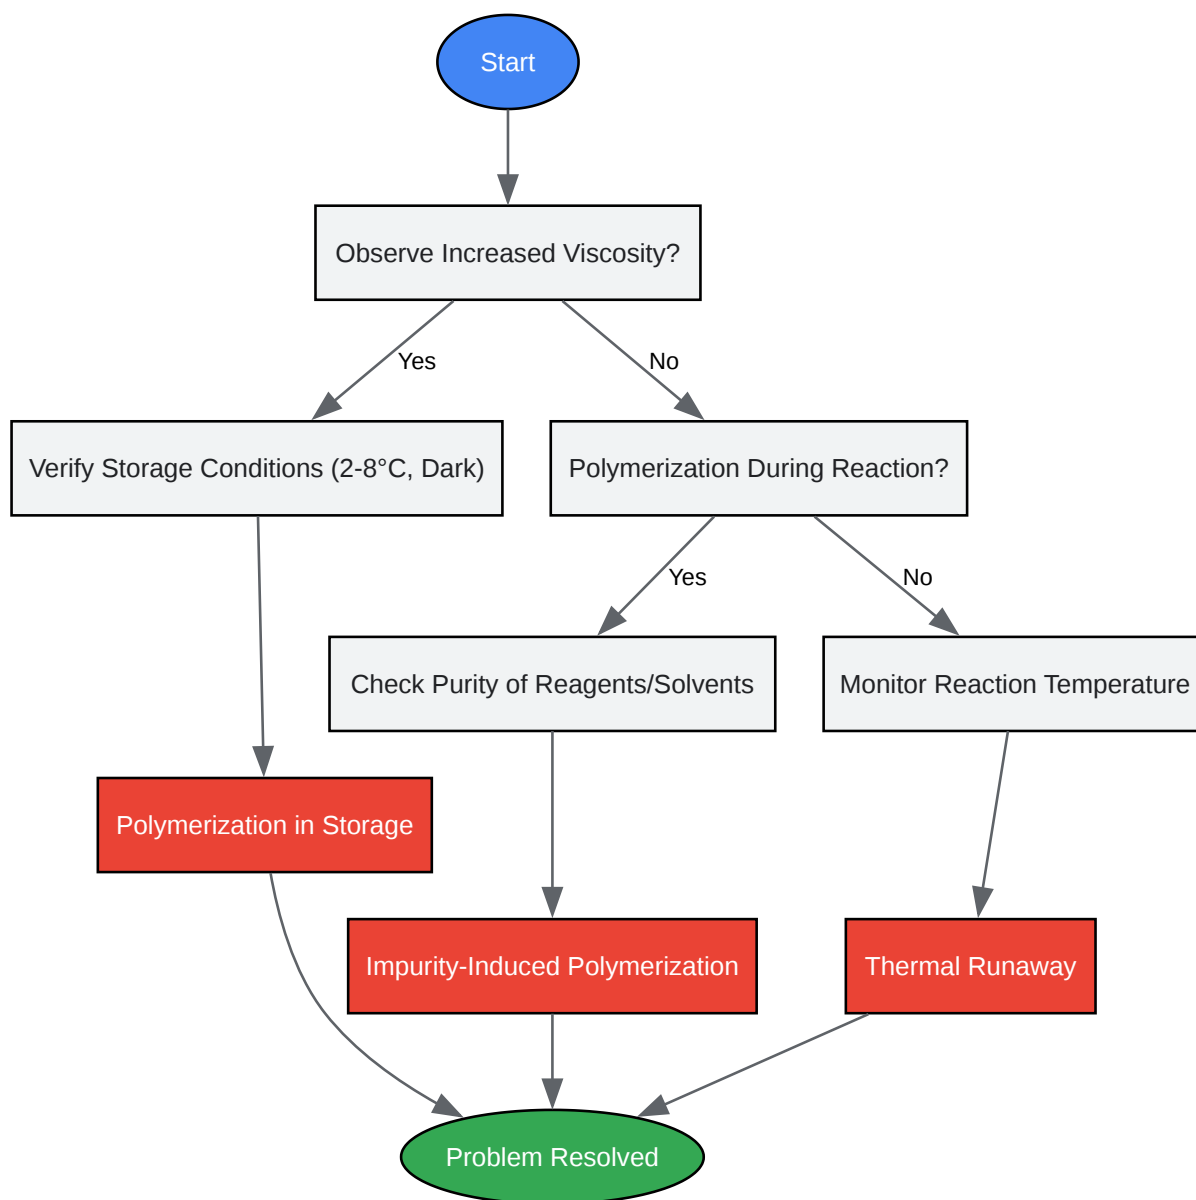 Start
Observe Increased Viscosity?
Yes
No
Verify Storage Conditions (2-8°C, Dark)
Polymerization During Reaction?
Yes
No
Check Purity of Reagents/Solvents
Monitor Reaction Temperature
Polymerization in Storage
Impurity-Induced Polymerization
Thermal Runaway
Problem Resolved